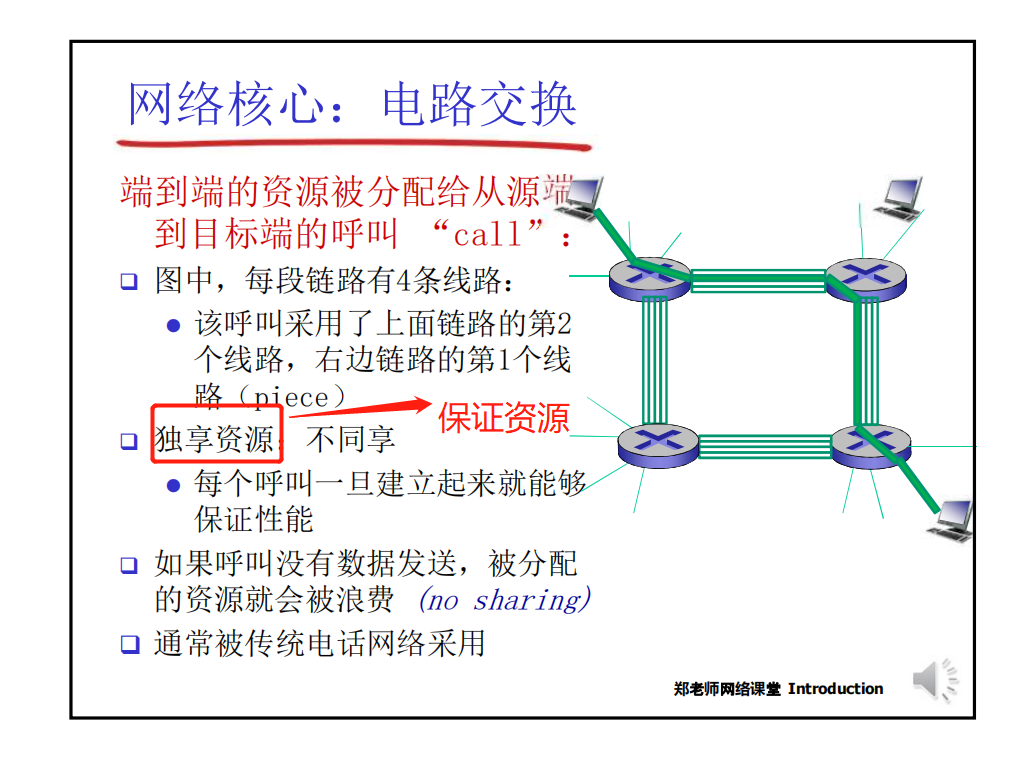 网络核心：电路交换
端到端的资源被分配给从源端
到目标端的呼叫 “call”：
图中，每段链路有4条线路：
该呼叫采用了上面链路的第2
个线路，右边链路的第1个线
路（piece）
独享资源：不同享
保证资源
每个呼叫一旦建立起来就能够
保证性能
如果呼叫没有数据发送，被分配
的资源就会被浪费 (no sharing)
通常被传统电话网络采用
郑老师网络课堂 Introduction